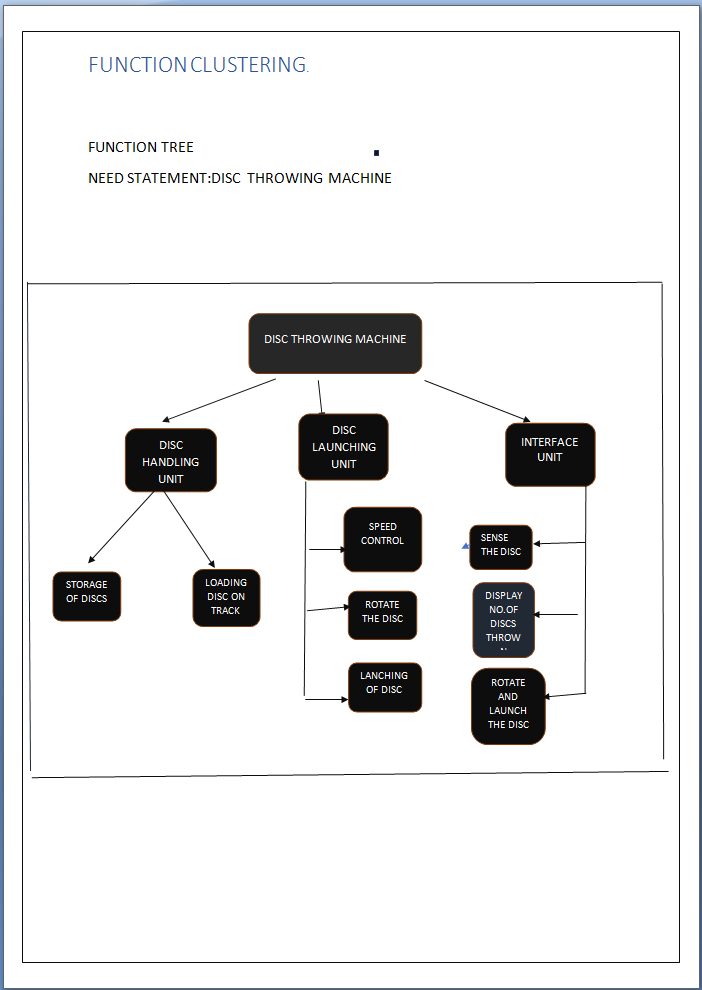 FUNCTION CLUSTERING.
FUNCTION TREE
NEED STATEMENT:DISC THROWING MACHINE
DISC THROWING MACHINE
DISC
HANDLING
UNIT
DISC
LAUNCHING
UNIT
INTERFACE
UNIT
STORAGE
OF DISCS
LOADING
DISC ON
TRACK
SPEED
CONTROL
ROTATE
THE DISC
LANCHING
OF DISC
SENSE
THE DISC
DISPLAY
NO.OF
DISCS
THROW
ROTATE
AND
LAUNCH
THE DISC